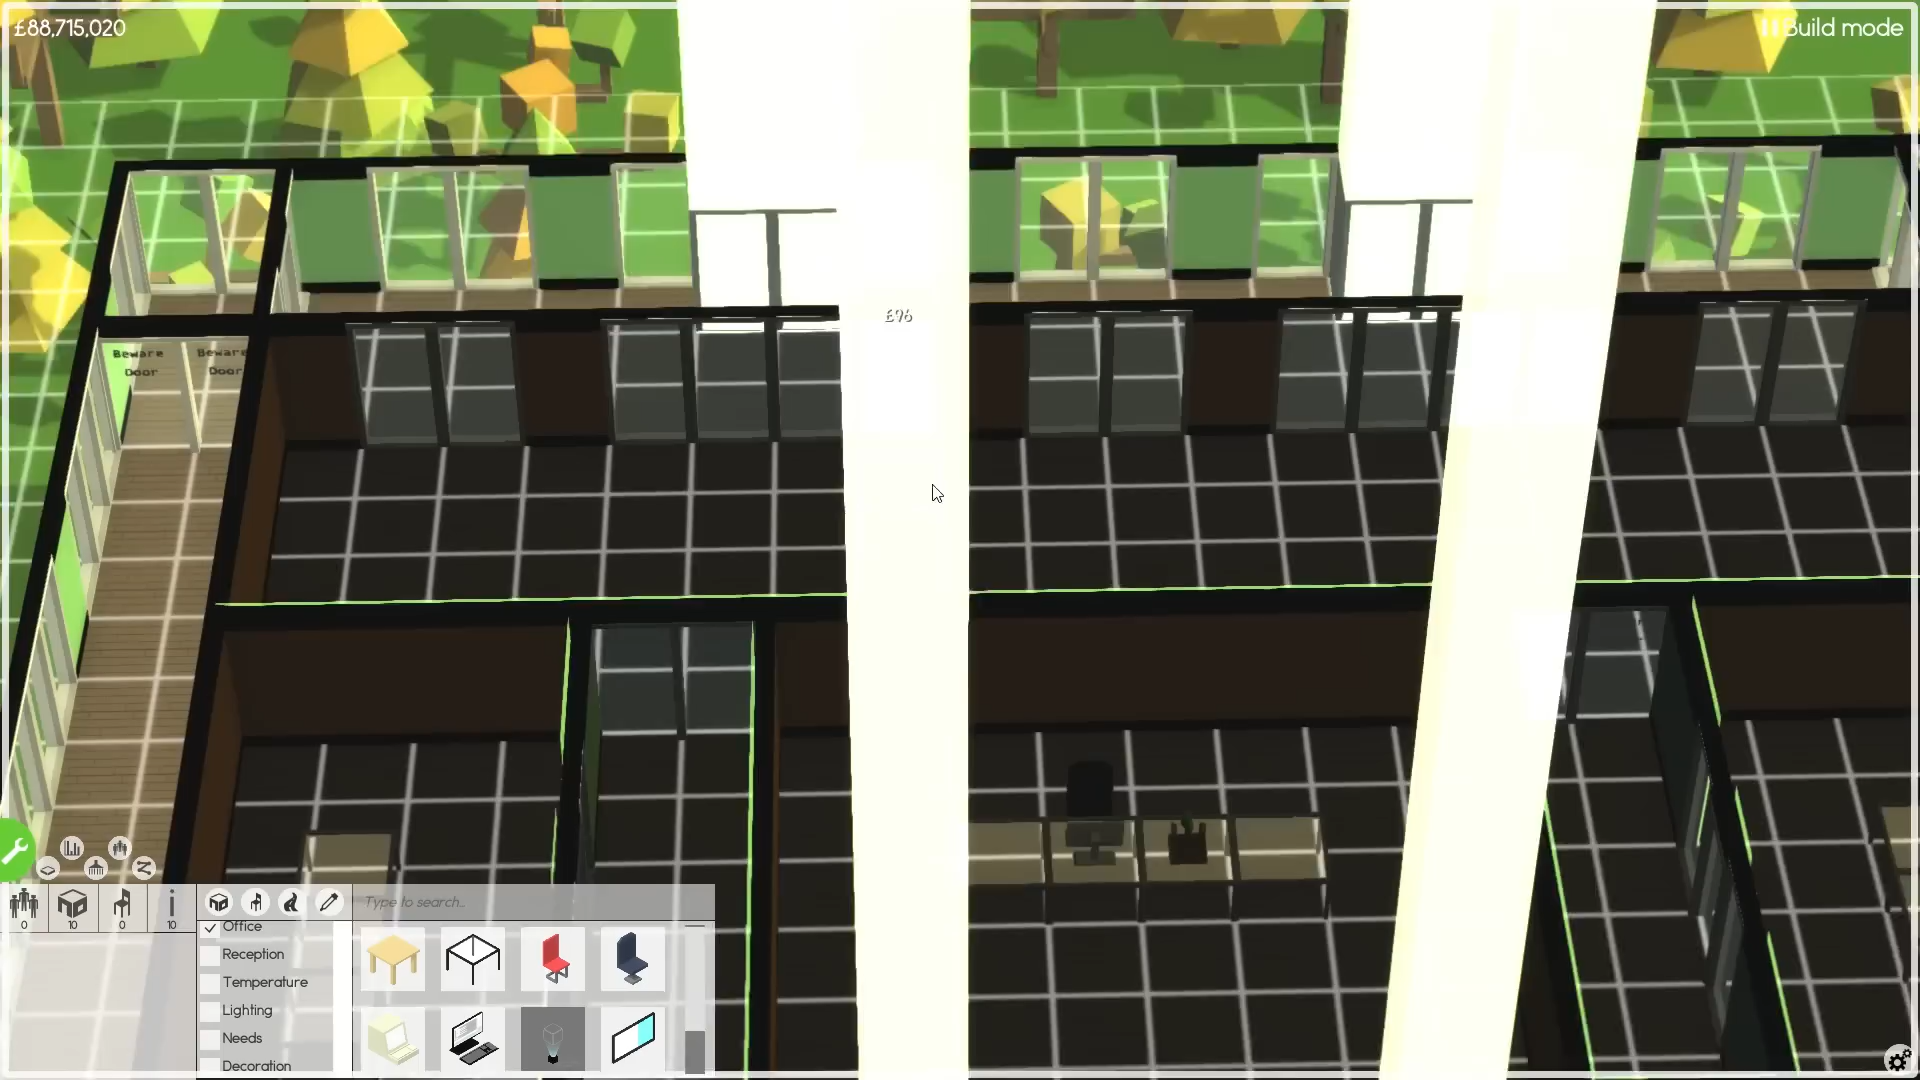 £88,715,020
Build mode
£96
Beware Beware
Door Door
0
10
0
10
Type to search..
Office
Reception
Temperature
Lighting
Needs
Decoration